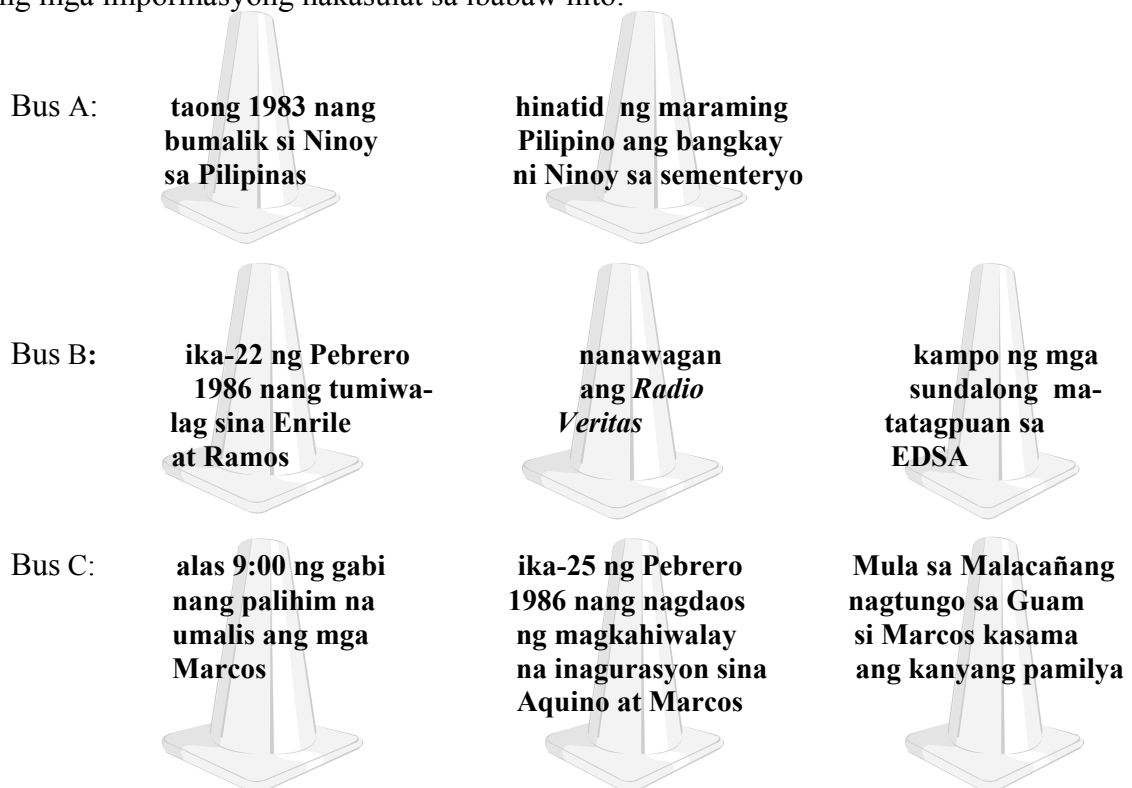 ng mga impormasyong nakasulat sa ibabaw nito.
Bus A:
taong 1983 nang
bumalik si Ninoy
sa Pilipinas
hinatid ng maraming
Pilipino ang bangkay
ni Ninoy sa sementeryo
Bus B:
ika-22 ng Pebrero
1986 nang tumiwa-
lag sina Enrile
at Ramos
nanawagan
ang Radio
Veritas
kampo ng mga
sundalong ma-
tatagpuan sa
EDSA
Bus C:
alas 9:00 ng gabi
nang palihim na
umalis ang mga
Marcos
ika-25 ng Pebrero
1986 nang nagdaos
ng magkahiwalay
na inagurasyon sina
Aquino at Marcos
Mula sa Malacañang
nagtungo sa Guam
si Marcos kasama
ang kanyang pamilya